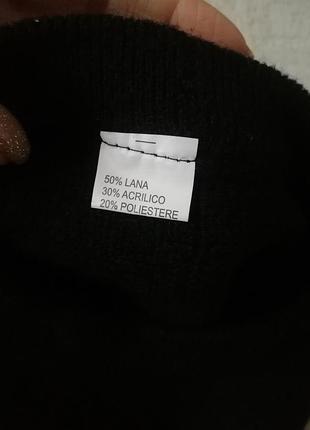 50% LANA
30% ACRILICO
20% POLIESTERE